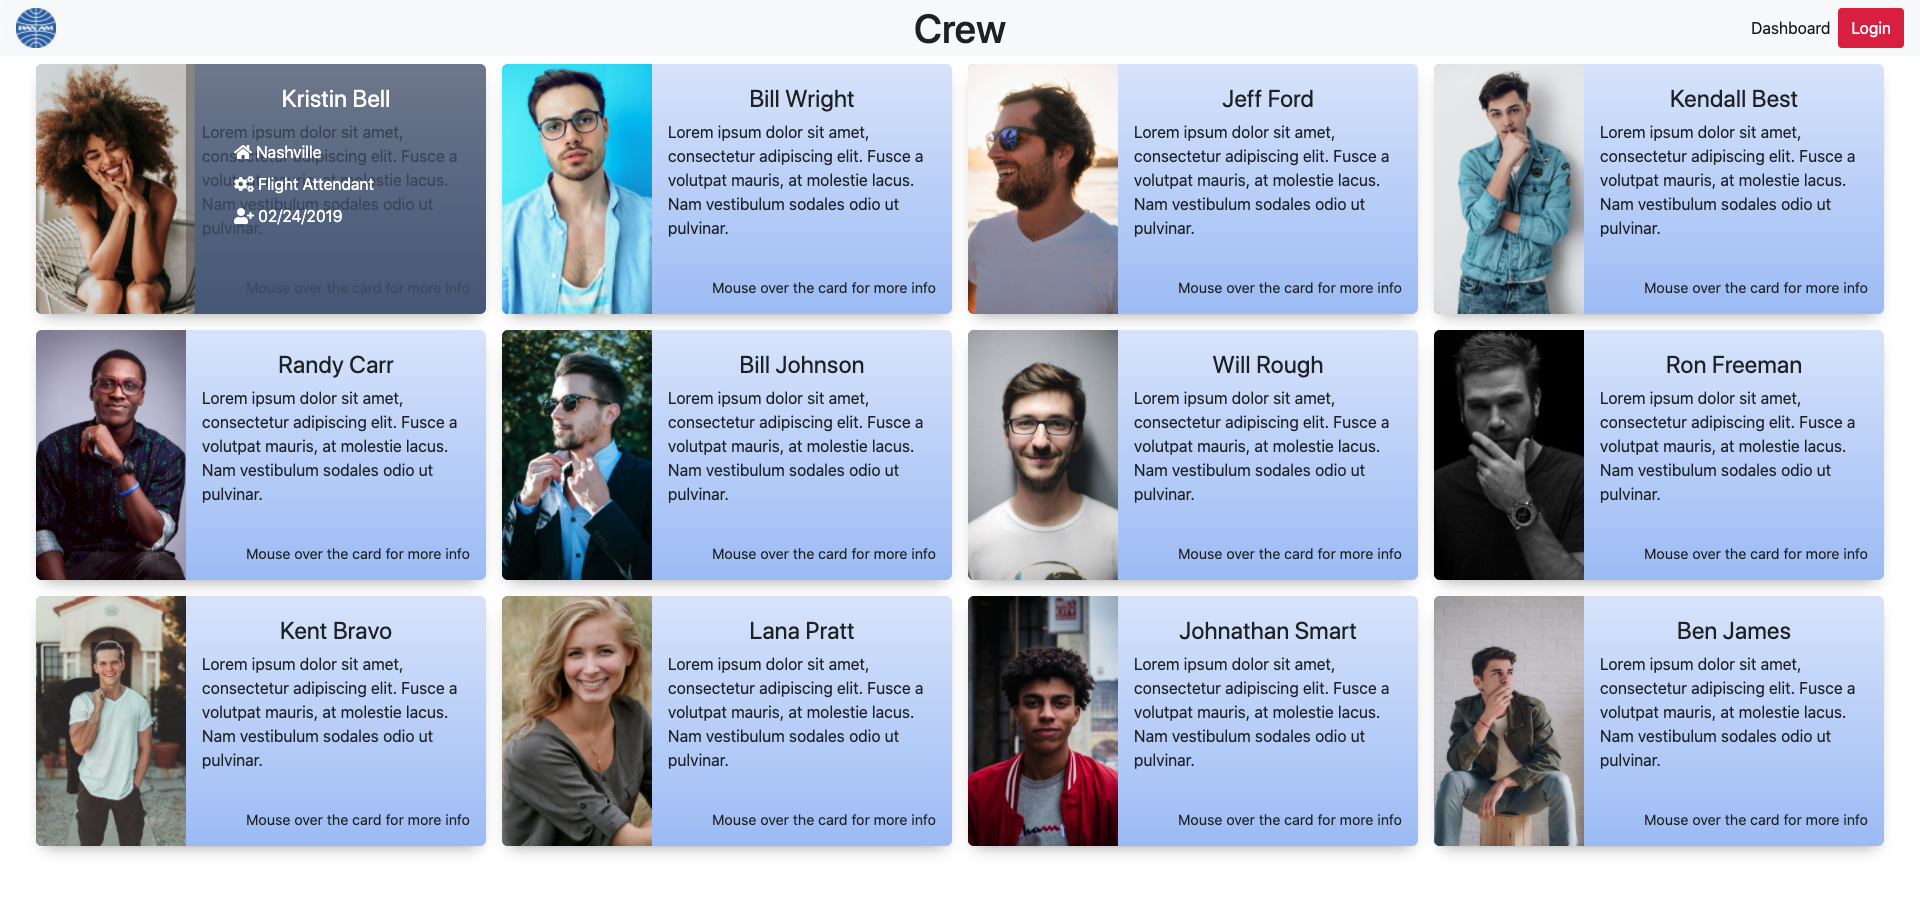 PAN AM
Crew
Dashboard
Login
Kristin Bell
Lorem ipsum dolor sit amet,
consectetur adipiscing elit. Fusce a
volutpat mauris, at molestie lacus.
Nam vestibulum sodales odio ut
pulvinar.
Nashville
Flight Attendant
02/24/2019
Mouse over the card for more info
Bill Wright
Lorem ipsum dolor sit amet,
consectetur adipiscing elit. Fusce a
volutpat mauris, at molestie lacus.
Nam vestibulum sodales odio ut
pulvinar.
Mouse over the card for more info
Jeff Ford
Lorem ipsum dolor sit amet,
consectetur adipiscing elit. Fusce a
volutpat mauris, at molestie lacus.
Nam vestibulum sodales odio ut
pulvinar.
Mouse over the card for more info
Kendall Best
Lorem ipsum dolor sit amet,
consectetur adipiscing elit. Fusce a
volutpat mauris, at molestie lacus.
Nam vestibulum sodales odio ut
pulvinar.
Mouse over the card for more info
Randy Carr
Lorem ipsum dolor sit amet,
consectetur adipiscing elit. Fusce a
volutpat mauris, at molestie lacus.
Nam vestibulum sodales odio ut
pulvinar.
Mouse over the card for more info
Bill Johnson
Lorem ipsum dolor sit amet,
consectetur adipiscing elit. Fusce a
volutpat mauris, at molestie lacus.
Nam vestibulum sodales odio ut
pulvinar.
Mouse over the card for more info
Will Rough
Lorem ipsum dolor sit amet,
consectetur adipiscing elit. Fusce a
volutpat mauris, at molestie lacus.
Nam vestibulum sodales odio ut
pulvinar.
Mouse over the card for more info
Ron Freeman
Lorem ipsum dolor sit amet,
consectetur adipiscing elit. Fusce a
volutpat mauris, at molestie lacus.
Nam vestibulum sodales odio ut
pulvinar.
Mouse over the card for more info
Kent Bravo
Lorem ipsum dolor sit amet,
consectetur adipiscing elit. Fusce a
volutpat mauris, at molestie lacus.
Nam vestibulum sodales odio ut
pulvinar.
Mouse over the card for more info
Lana Pratt
Lorem ipsum dolor sit amet,
consectetur adipiscing elit. Fusce a
volutpat mauris, at molestie lacus.
Nam vestibulum sodales odio ut
pulvinar.
Mouse over the card for more info
Johnathan Smart
Lorem ipsum dolor sit amet,
consectetur adipiscing elit. Fusce a
volutpat mauris, at molestie lacus.
Nam vestibulum sodales odio ut
pulvinar.
Mouse over the card for more info
Ben James
Lorem ipsum dolor sit amet,
consectetur adipiscing elit. Fusce a
volutpat mauris, at molestie lacus.
Nam vestibulum sodales odio ut
pulvinar.
Mouse over the card for more info